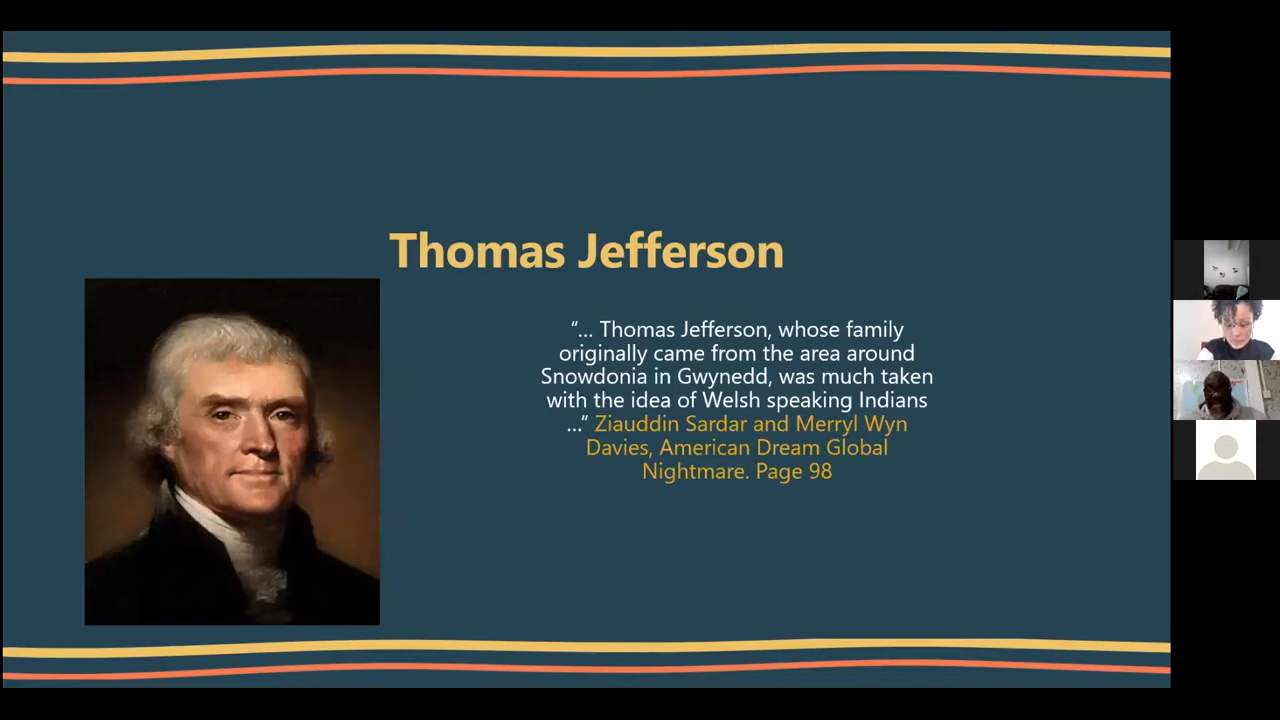 Thomas Jefferson
“... Thomas Jefferson, whose family
originally came from the area around
Snowdonia in Gwynedd, was much taken
with the idea of Welsh speaking Indians
...” Ziauddin Sardar and Merryl Wyn
Davies, American Dream Global
Nightmare. Page 98